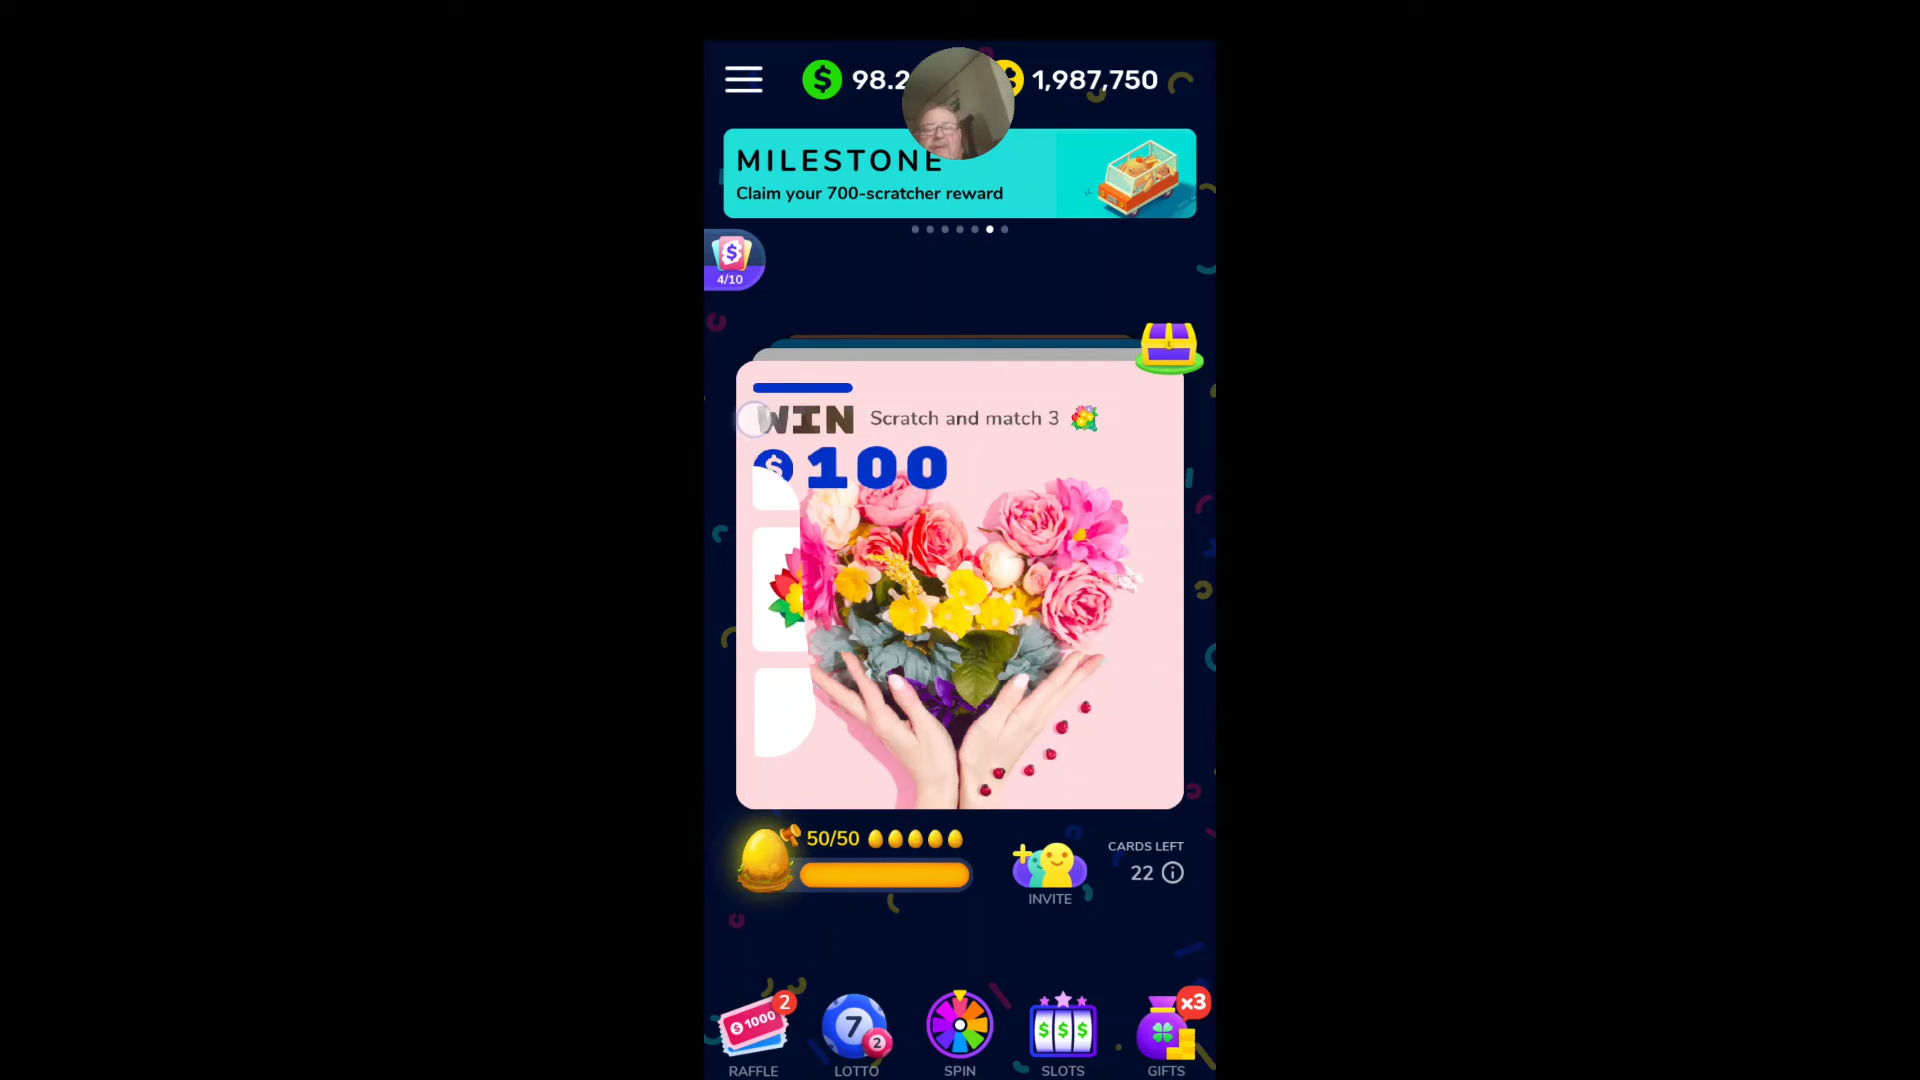 98.2
1,987,750
MILESTONE
Claim your 700-scratcher reward
4/10
WIN
Scratch and match 3
$100
50/50
CARDS LEFT
22
INVITE
2
$1000
7
2
$ $ $
x3
RAFFLE
LOTTO
SPIN
SLOTS
GIFTS